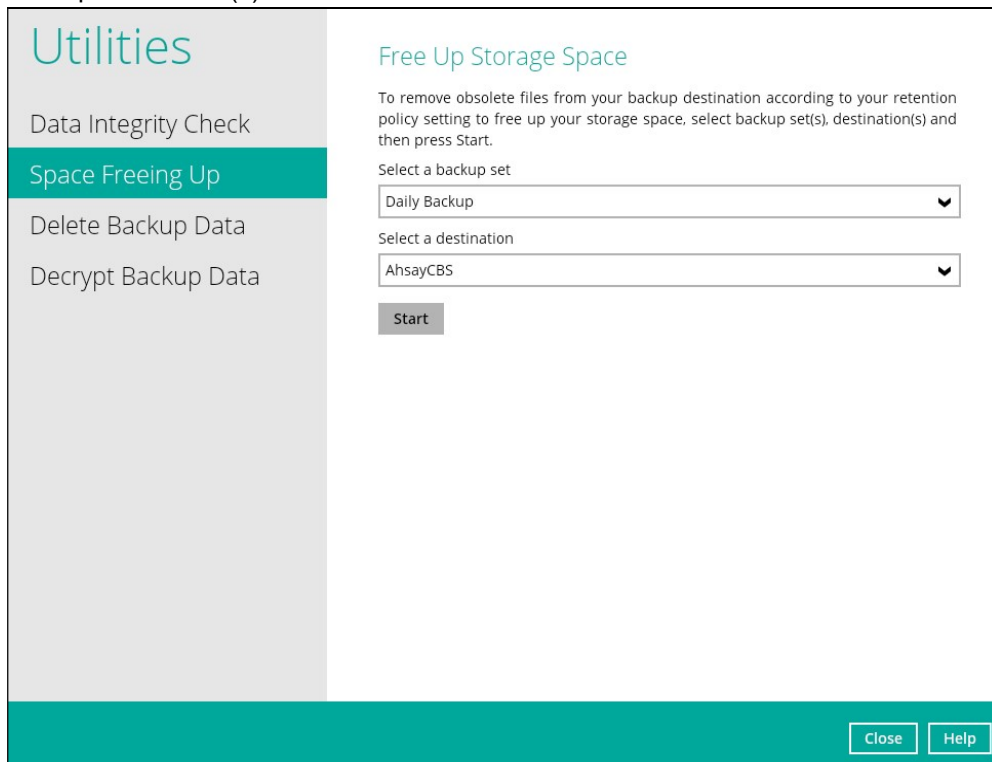 Utilities
Data Integrity Check
Space Freeing Up
Delete Backup Data
Decrypt Backup Data
Free Up Storage Space
To remove obsolete files from your backup destination according to your retention
policy setting to free up your storage space, select backup set(s), destination(s) and
then press Start.
Select a backup set
Daily Backup
Select a destination
AhsayCBS
Start
Close
Help